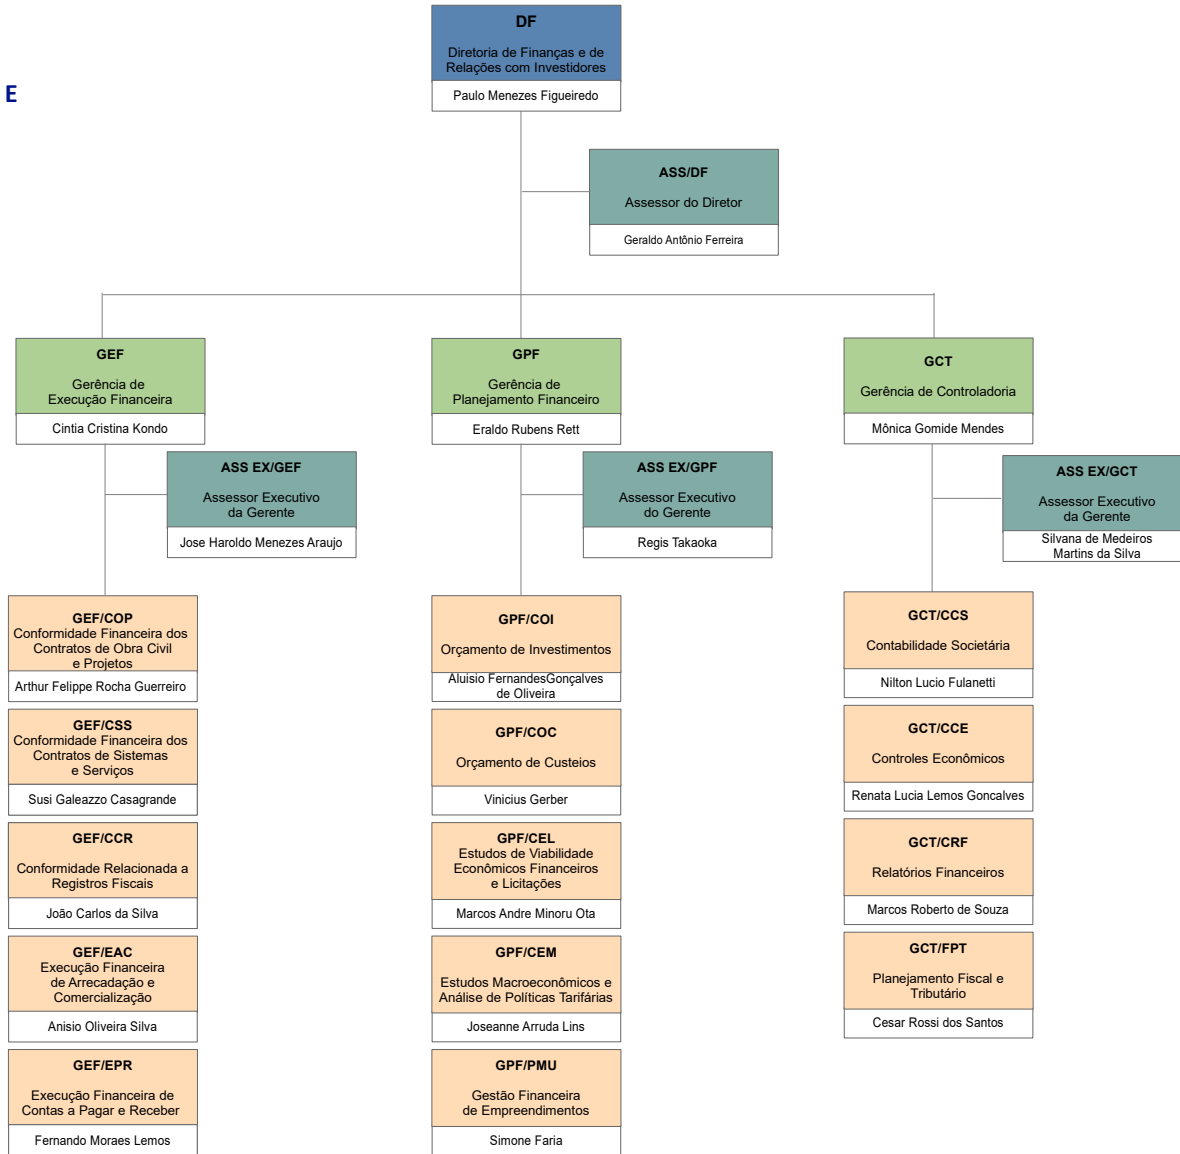 DF
Diretoria de Finanças e de
Relações com Investidores
Paulo Menezes Figueiredo
E
ASS/DF
Assessor do Diretor
Geraldo Antônio Ferreira
GEF
Gerência de
Execução Financeira
Cintia Cristina Kondo
GPF
Gerência de
Planejamento Financeiro
Eraldo Rubens Rett
GCT
Gerência de Controladoria
Mônica Gomide Mendes
ASS EX/GEF
Assessor Executivo
da Gerente
Jose Haroldo Menezes Araujo
ASS EX/GPF
Assessor Executivo
do Gerente
Regis Takaoka
ASS EX/GCT
Assessor Executivo
da Gerente
Silvana de Medeiros
Martins da Silva
GEF/COP
Conformidade Financeira dos
Contratos de Obra Civil
e Projetos
Arthur Felippe Rocha Guerreiro
GEF/CSS
Conformidade Financeira dos
Contratos de Sistemas
e Serviços
Susi Galeazzo Casagrande
GEF/CCR
Conformidade Relacionada a
Registros Fiscais
João Carlos da Silva
GEF/EAC
Execução Financeira
de Arrecadação e
Comercialização
Anisio Oliveira Silva
GEF/EPR
Execução Financeira de
Contas a Pagar e Receber
Fernando Moraes Lemos
GPF/COI
Orçamento de Investimentos
Aluisio FernandesGonçalves
de Oliveira
GPF/COC
Orçamento de Custeios
Vinicius Gerber
GPF/CEL
Estudos de Viabilidade
Econômicos Financeiros
e Licitações
Marcos Andre Minoru Ota
GPF/CEM
Estudos Macroeconômicos e
Análise de Políticas Tarifárias
Joseanne Arruda Lins
GPF/PMU
Gestão Financeira
de Empreendimentos
Simone Faria
GCT/CCS
Contabilidade Societária
Nilton Lucio Fulanetti
GCT/CCE
Controles Econômicos
Renata Lucia Lemos Goncalves
GCT/CRF
Relatórios Financeiros
Marcos Roberto de Souza
GCT/FPT
Planejamento Fiscal e
Tributário
Cesar Rossi dos Santos